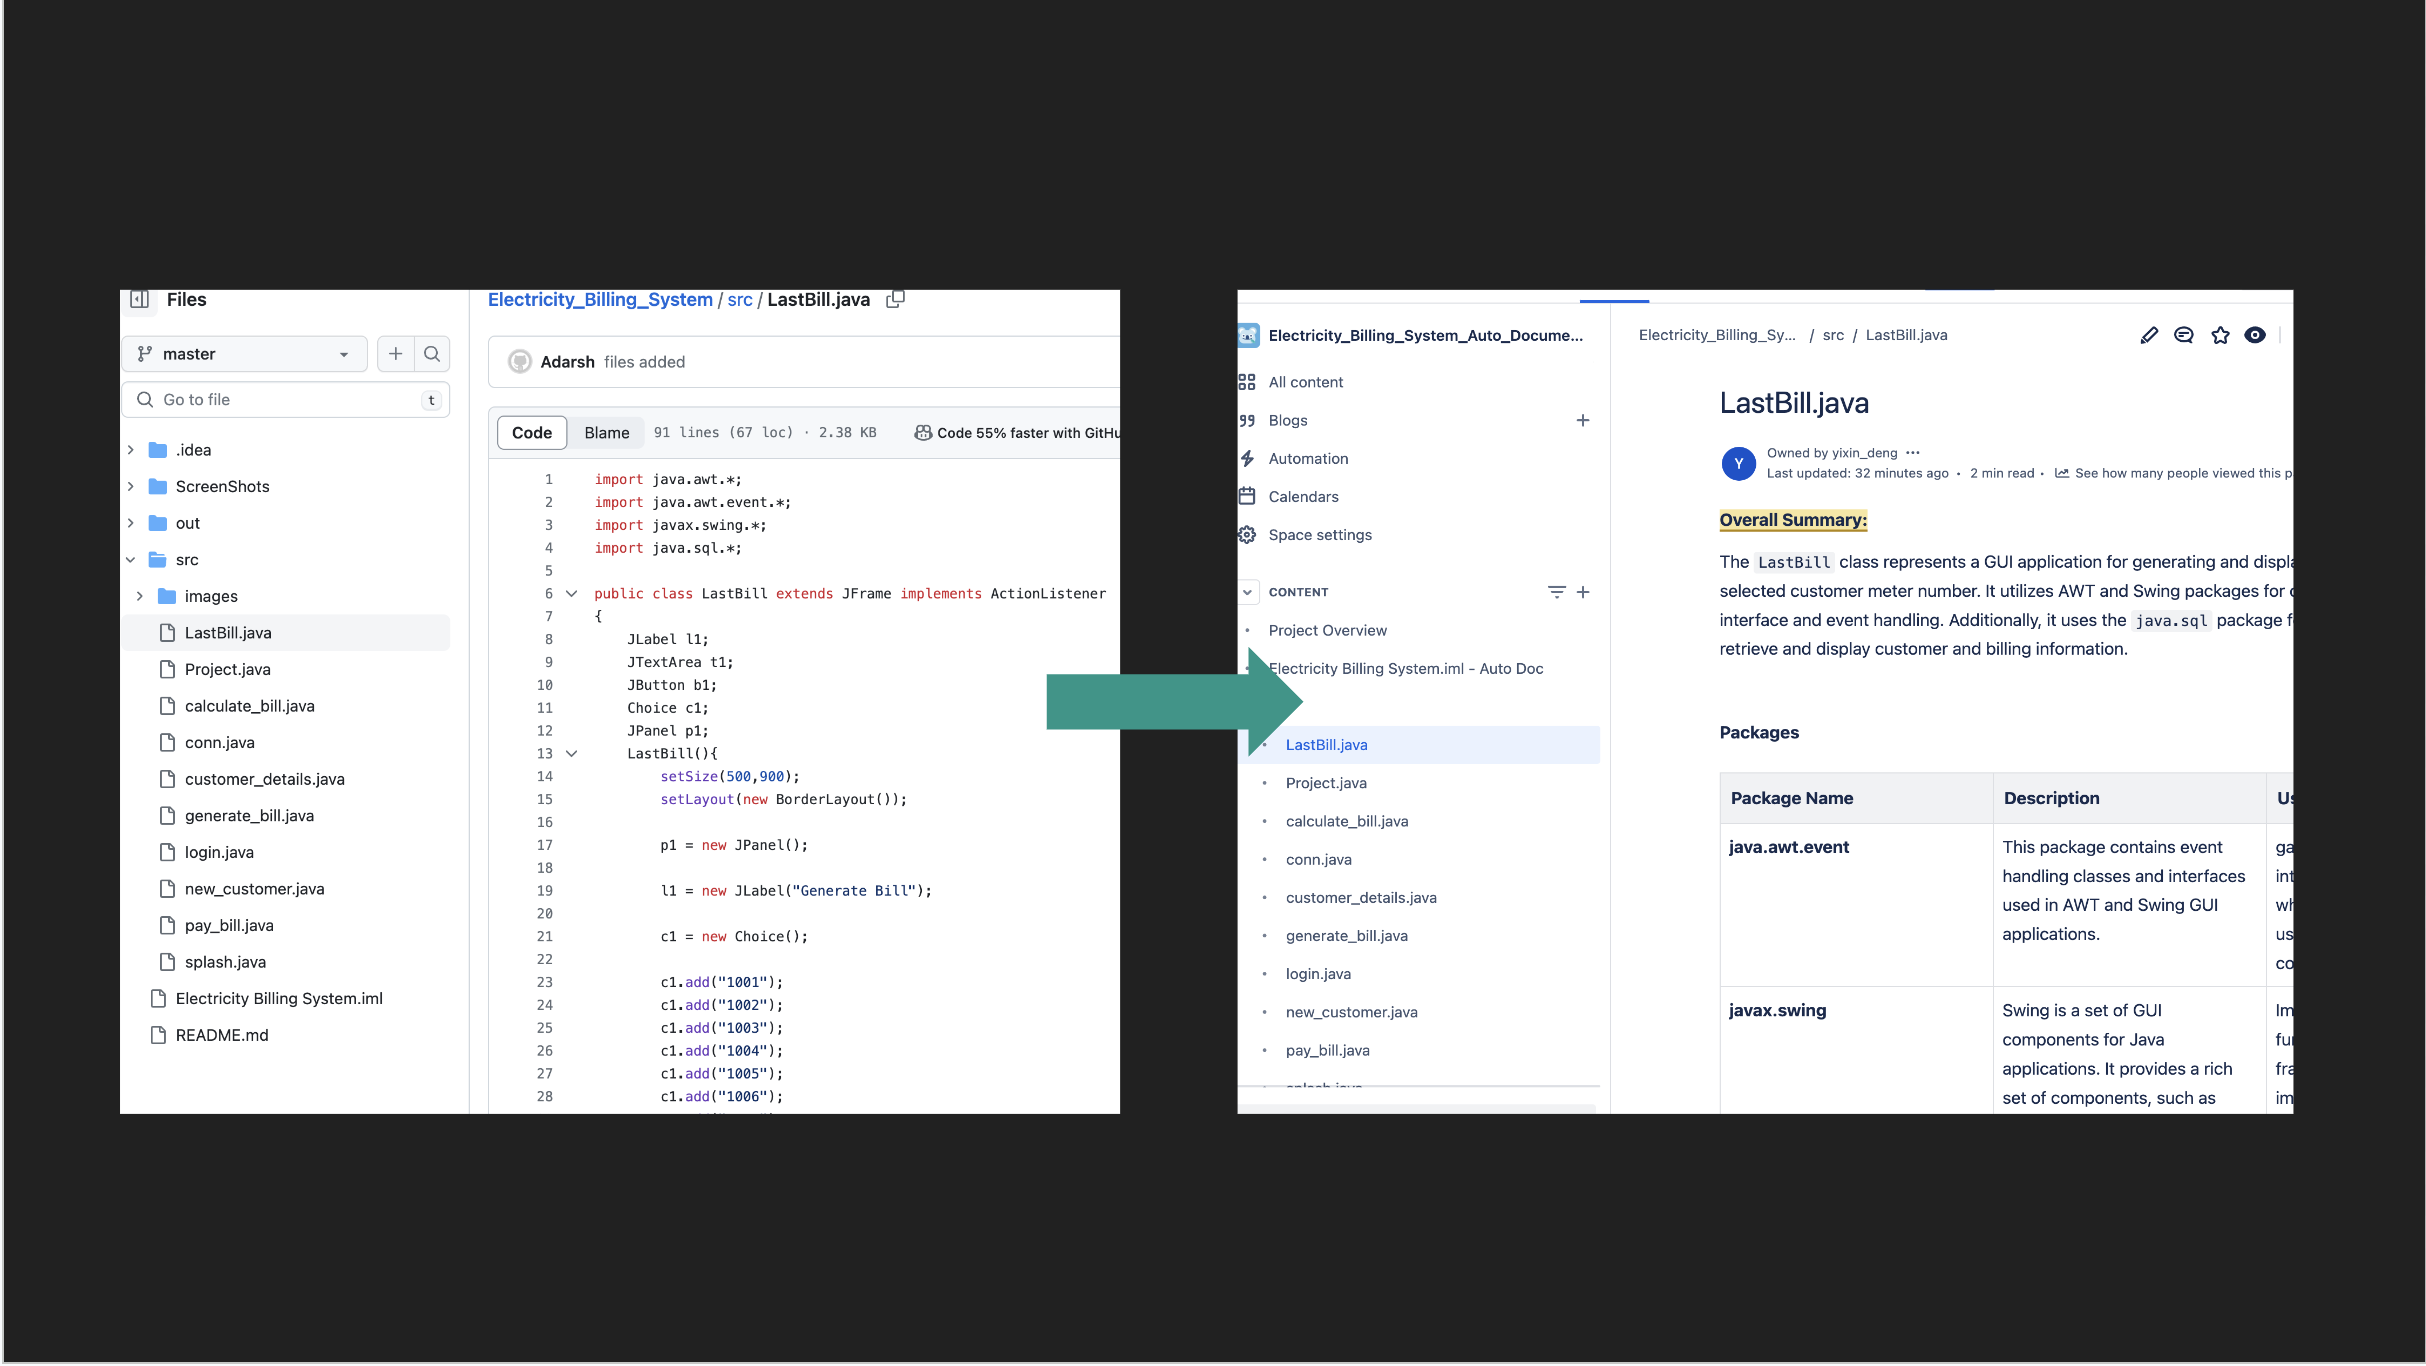 Files
master
Go to file
t
.idea
ScreenShots
out
src
images
LastBill.java
Project.java
calculate_bill.java
conn.java
customer_details.java
generate_bill.java
login.java
new_customer.java
pay_bill.java
splash.java
Electricity Billing System.iml
README.md
Electricity_Billing_System / src / LastBill.java
Adarsh files added
Code Blame 91 lines (67 loc) · 2.38 KB Code 55% faster with GitHu
1 import java.awt.*;
2 import java.awt.event.*;
3 import javax.swing.*;
4 import java.sql.*;
5
6 public class LastBill extends JFrame implements ActionListener
7 {
8 JLabel l1;
9 JTextArea t1;
10 JButton b1;
11 Choice c1;
12 JPanel p1;
13 LastBill(){
14 setSize(500,900);
15 setLayout(new BorderLayout());
16
17 p1 = new JPanel();
18
19 l1 = new JLabel("Generate Bill");
20
21 c1 = new Choice();
22
23 c1.add("1001");
24 c1.add("1002");
25 c1.add("1003");
26 c1.add("1004");
27 c1.add("1005");
28 c1.add("1006");
Electricity_Billing_System_Auto_Docume...
All content
Blogs
Automation
Calendars
Space settings
CONTENT
Project Overview
Electricity Billing System.iml - Auto Doc
LastBill.java
Project.java
calculate_bill.java
conn.java
customer_details.java
generate_bill.java
login.java
new_customer.java
pay_bill.java
splash.java
Electricity_Billing_Sy... / src / LastBill.java
LastBill.java
Y
Owned by yixin_deng
Last updated: 32 minutes ago • 2 min read • See how many people viewed this p
Overall Summary:
The LastBill class represents a GUI application for generating and displa
selected customer meter number. It utilizes AWT and Swing packages for c
interface and event handling. Additionally, it uses the java.sql package f
retrieve and display customer and billing information.
Packages
Package Name Description Us
java.awt.event
This package contains event
handling classes and interfaces
used in AWT and Swing GUI
applications.
ga
int
wh
us
co
javax.swing
Swing is a set of GUI
components for Java
applications. It provides a rich
set of components, such as
Im
fur
fra
im